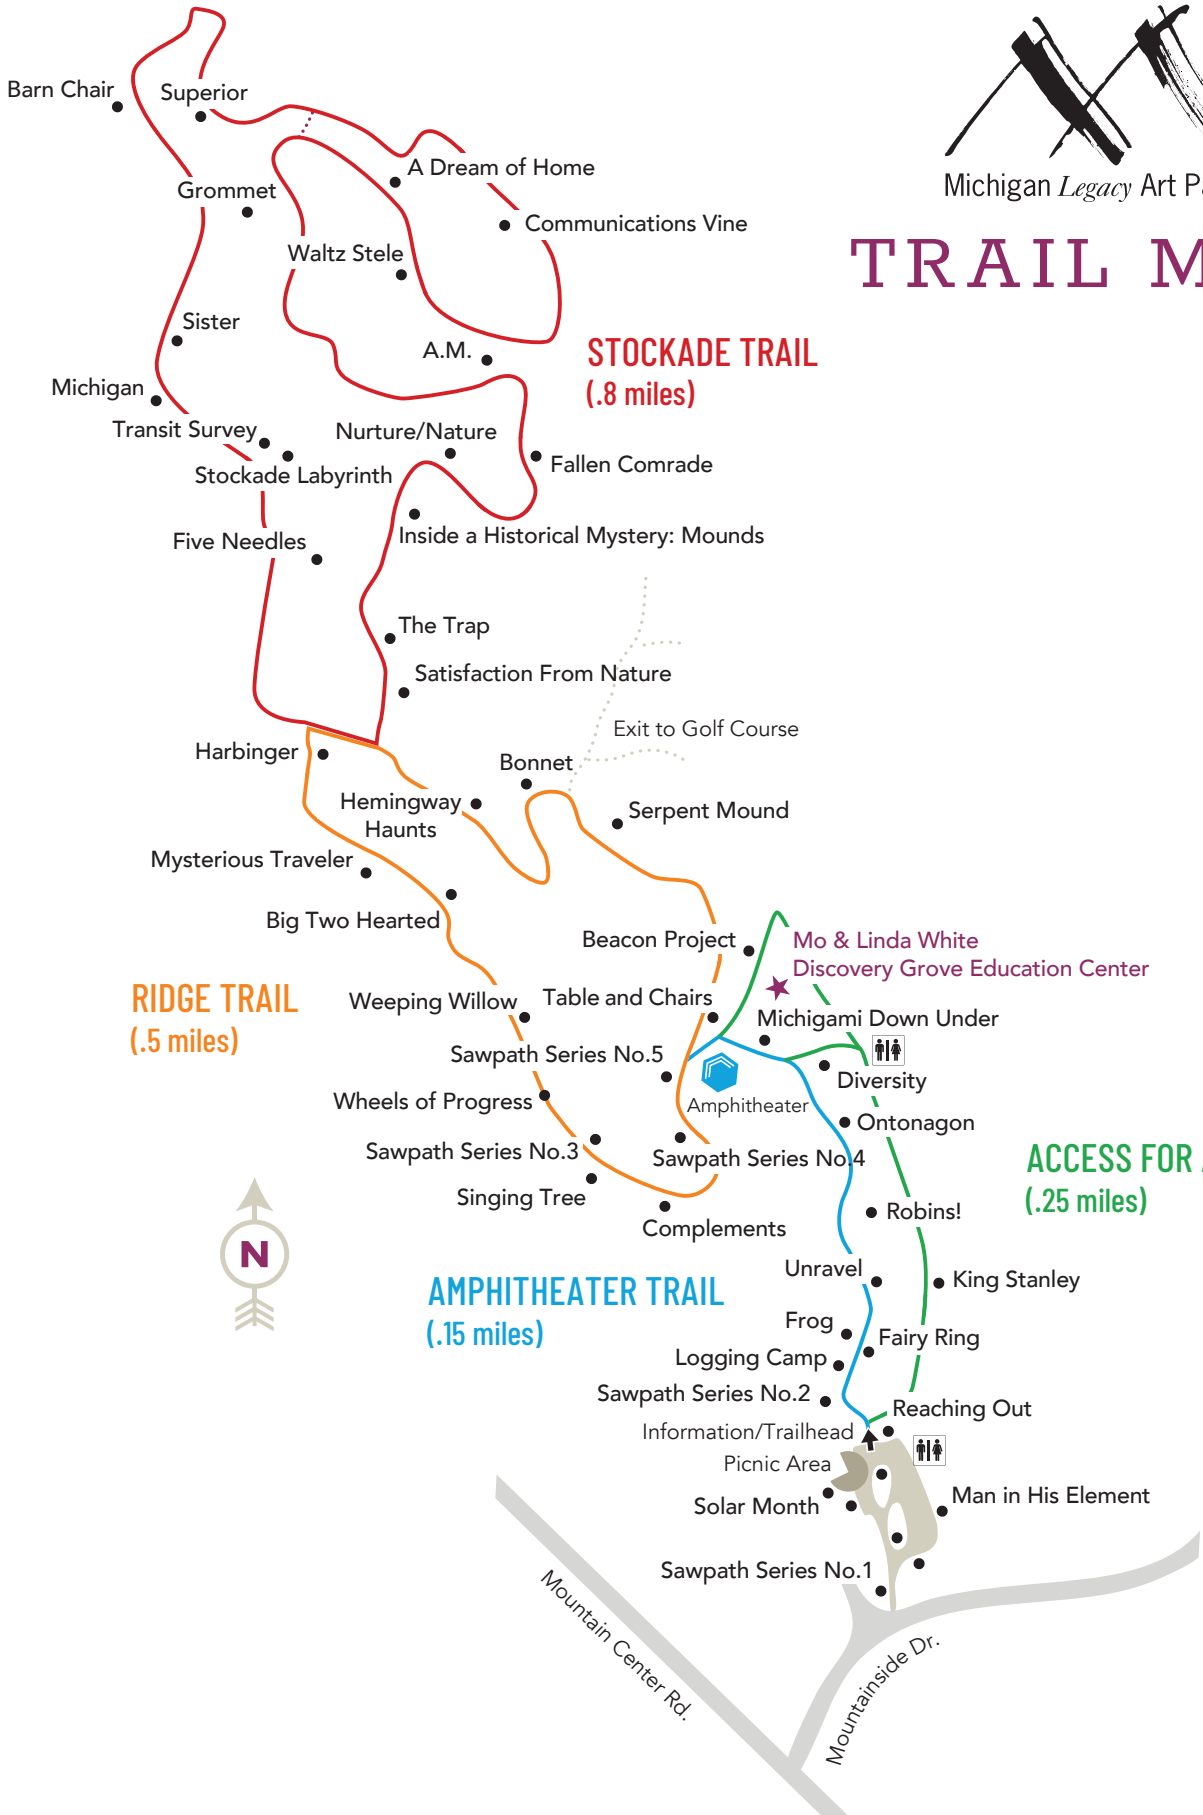 Michigan Legacy Art
TRAIL
Barn Chair
Superior
A Dream of Home
Grommet
Communications Vine
Waltz Stele
Sister
A.M.
STOCKADE TRAIL
(.8 miles)
Michigan
Transit Survey
Nurture/Nature
Stockade Labyrinth
Fallen Comrade
Five Needles
Inside a Historical Mystery: Mounds
The Trap
Satisfaction From Nature
Exit to Golf Course
Harbinger
Bonnet
Hemingway
Haunts
Serpent Mound
Mysterious Traveler
Big Two Hearted
Beacon Project
Mo & Linda White
Discovery Grove Education Center
RIDGE TRAIL
(.5 miles)
Weeping Willow
Table and Chairs
Michigami Down Under
Sawpath Series No.5
Diversity
Wheels of Progress
Amphitheater
Ontonagon
Sawpath Series No.3
Sawpath Series No.4
ACCESS FOR
(.25 miles)
Singing Tree
Complements
Robins!
N
AMPHITHEATER TRAIL
(.15 miles)
Unravel
King Stanley
Frog
Fairy Ring
Logging Camp
Sawpath Series No.2
Reaching Out
Information/Trailhead
Picnic Area
Solar Month
Man in His Element
Sawpath Series No.1
Mountain Center Rd.
Mountainside Dr.